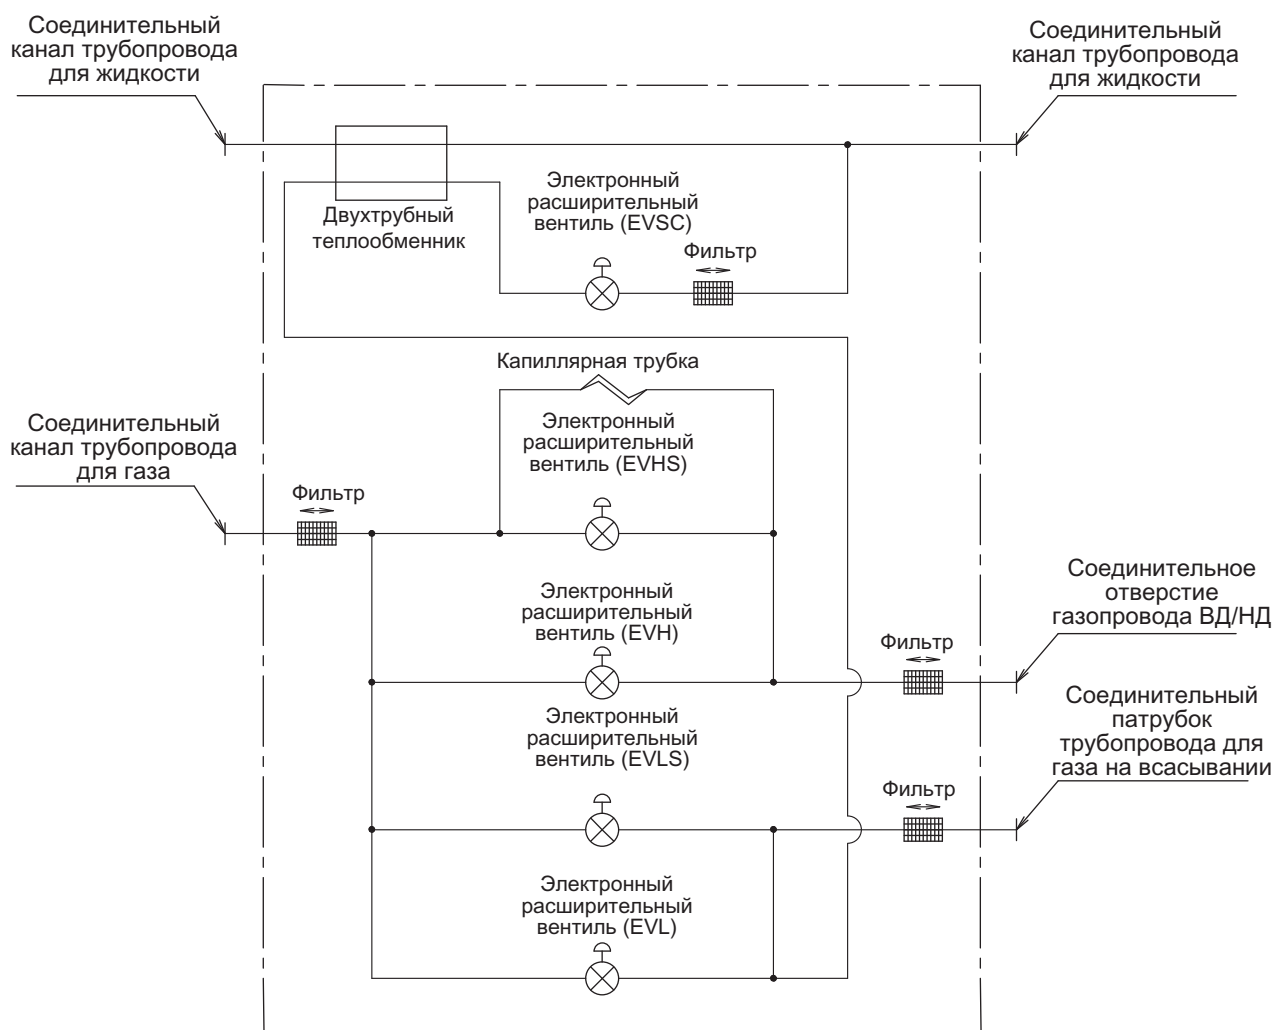 Соединительный
канал трубопровода
для жидкости
Соединительный
канал трубопровода
для жидкости
Электронный
расширительный
вентиль (EVSC)
Двухтрубный
теплообменник
Фильтр
Капиллярная трубка
Соединительный
канал трубопровода
для газа
Электронный
расширительный
вентиль (EVHS)
Фильтр
Электронный
расширительный
вентиль (EVH)
Соединительное
отверстие
газопровода ВД/НД
Фильтр
Соединительный
патрубок
трубопровода для
газа на всасывании
Электронный
расширительный
вентиль (EVLS)
Фильтр
Электронный
расширительный
вентиль (EVL)